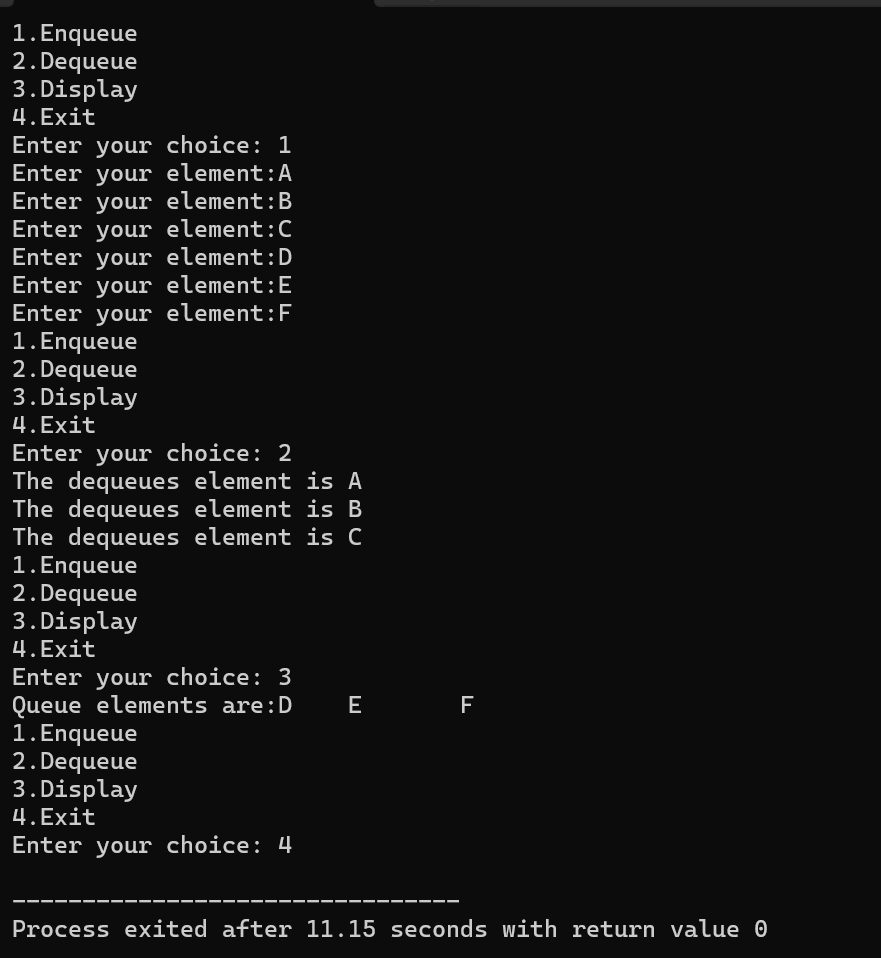 1.Enqueue
2.Dequeue
3.Display
4.Exit
Enter your choice: 1
Enter your element:A
Enter your element:B
Enter your element:C
Enter your element:D
Enter your element:E
Enter your element:F
1.Enqueue
2.Dequeue
3.Display
4.Exit
Enter your choice: 2
The dequeues element is A
The dequeues element is B
The dequeues element is C
1.Enqueue
2.Dequeue
3.Display
4.Exit
Enter your choice: 3
Queue elements are:D    E       F
1.Enqueue
2.Dequeue
3.Display
4.Exit
Enter your choice: 4
--------------------------------
Process exited after 11.15 seconds with return value 0